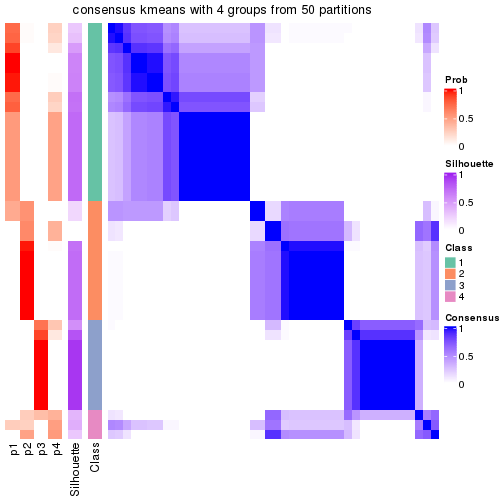 consensus kmeans with 4 groups from 50 partitions
Prob
1
0.5
0
Silhouette
1
0.5
0
Class
1
2
3
4
Consensus
1
0.5
0
p1
p2
p3
p4
Silhouette
Class